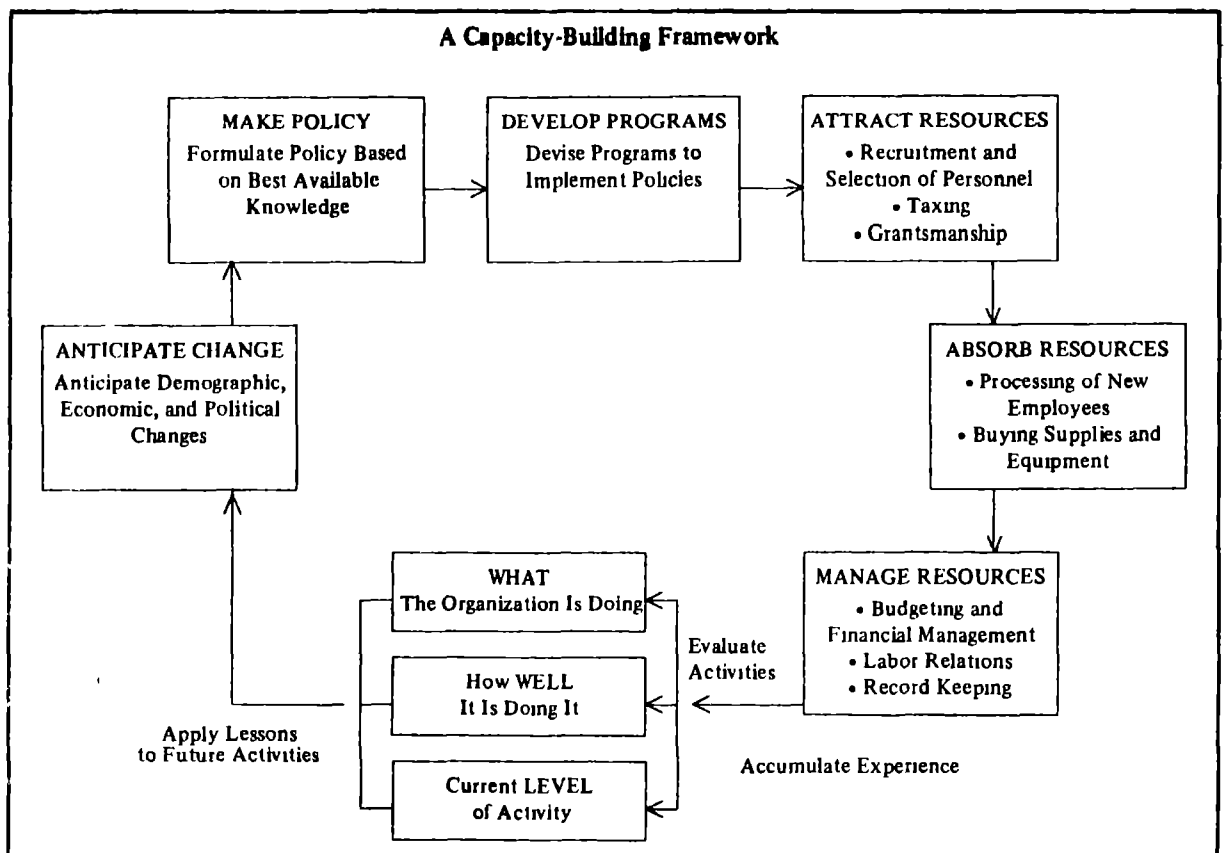 A Capacity-Building Framework
MAKE POLICY
Formulate Policy Based
on Best Available
Knowledge
DEVELOP PROGRAMS
Devise Programs to
Implement Policies
ATTRACT RESOURCES
• Recruitment and
Selection of Personnel
• Taxing
• Grantsmanship
ABSORB RESOURCES
• Processing of New
Employees
• Buying Supplies and
Equipment
MANAGE RESOURCES
• Budgeting and
Financial Management
• Labor Relations
• Record Keeping
Accumulate Experience
Evaluate
Activities
WHAT
The Organization Is Doing
How WELL
It Is Doing It
Current LEVEL
of Activity
Apply Lessons
to Future Activities
ANTICIPATE CHANGE
Anticipate Demographic,
Economic, and Political
Changes